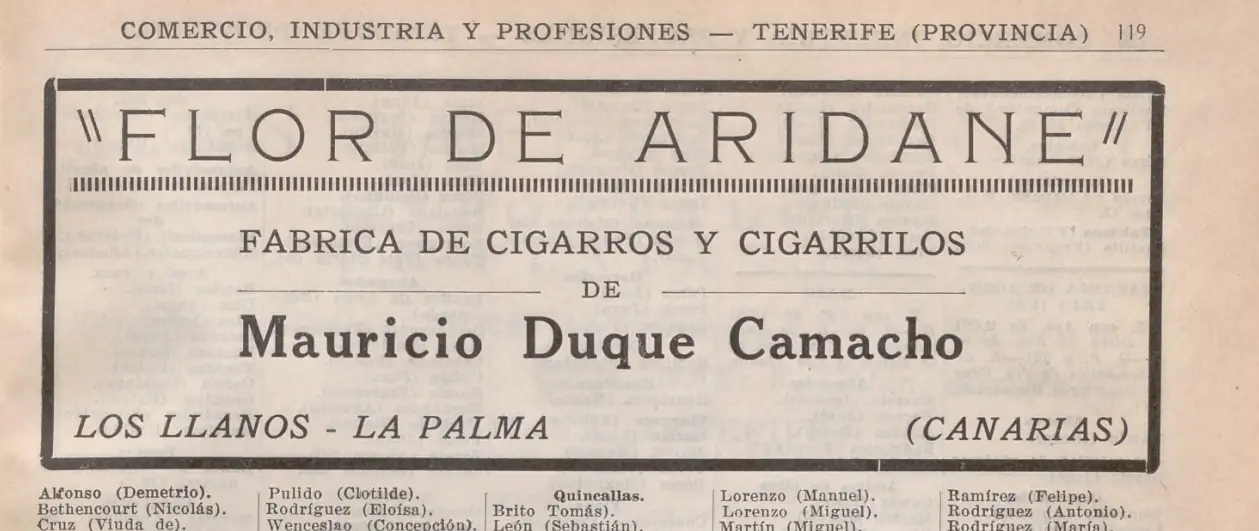 COMERCIO, INDUSTRIA Y PROFESIONES — TENERIFE (PROVINCIA) 119
"FLOR DE ARIDANE"
FABRICA DE CIGARROS Y CIGARRILOS
DE
Mauricio Duque Camacho
LOS LLANOS - LA PALMA (CANARIAS)
Alfonso (Demetrio).
Bethencourt (Nicolás).
Cruz (Viuda de).
Pulido (Clotilde).
Rodríguez (Eloísa).
Wenceslao (Concepción).
Quincallas.
Brito Tomás).
León (Sebastián).
Lorenzo (Manuel).
Lorenzo (Miguel).
Martín (Miguel).
Ramírez (Felipe).
Rodríguez (Antonio).
Rodríguez (María).